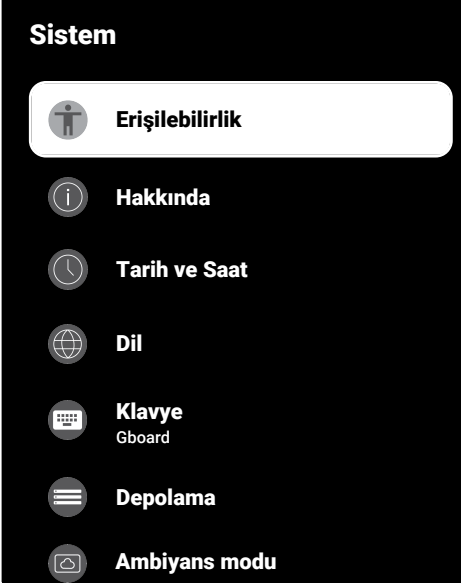 Sistem
Erişilebilirlik
Hakkında
Tarih ve Saat
Dil
Klavye
Gboard
Depolama
Ambiyans modu